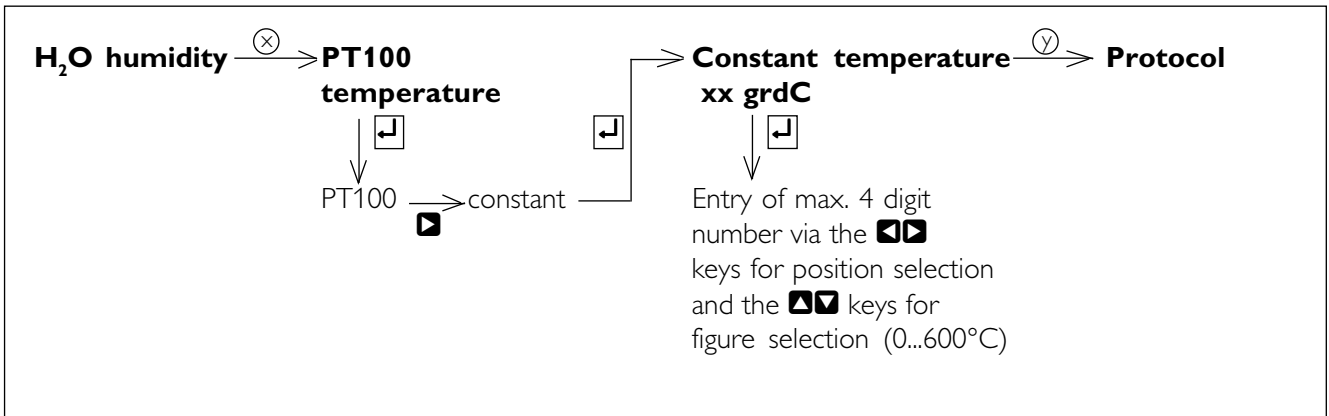 H₂O humidity ⓧ PT100 temperature
PT100 constant
Constant temperature ⓨ Protocol
xx grdC
Entry of max. 4 digit
number via the ◀▶
keys for position selection
and the ▲▼ keys for
figure selection (0...600°C)